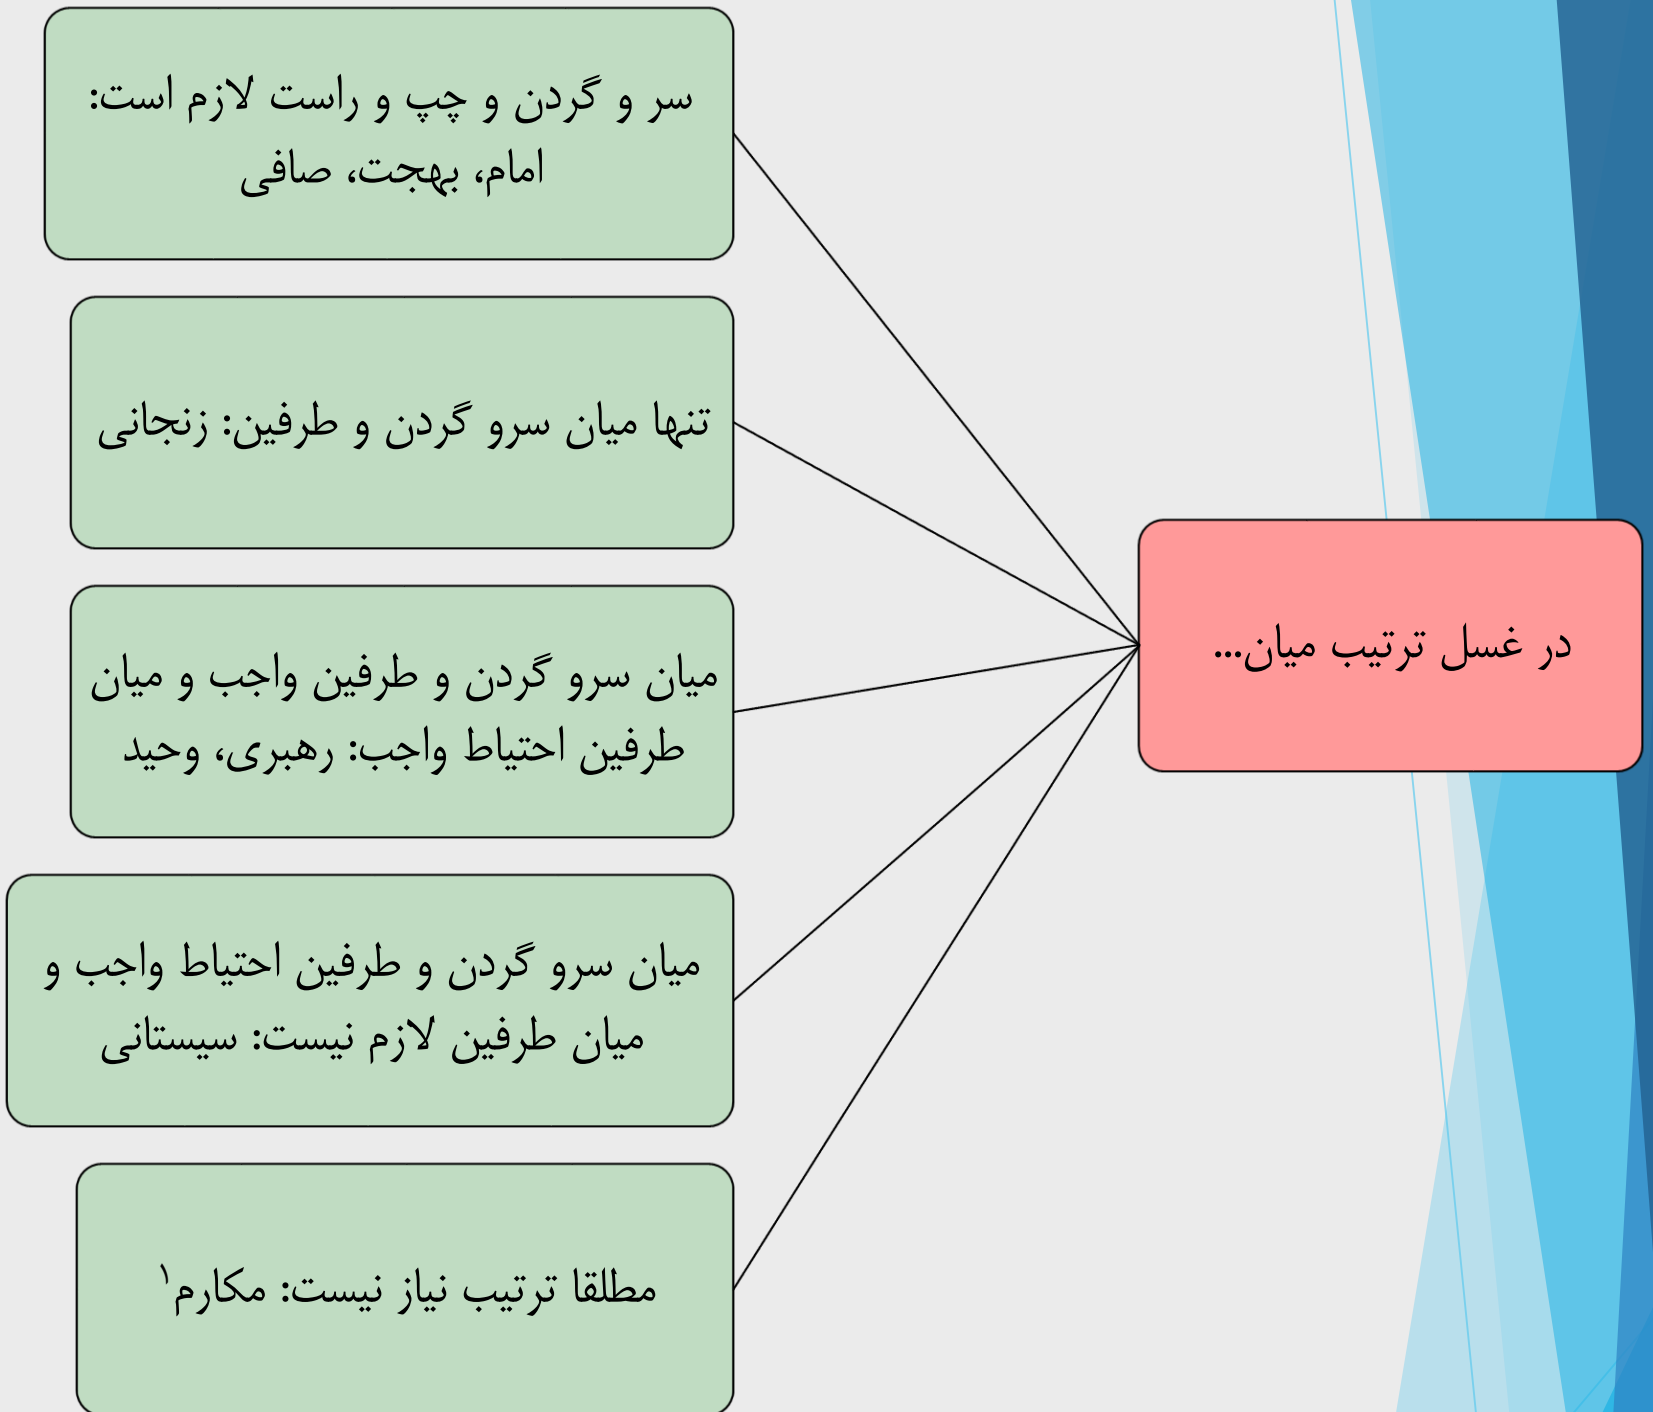 در غسل ترتیب میان...
سر و گردن و چپ و راست لازم است:
امام، بهجت، صافی
تنها میان سرو گردن و طرفین: زنجانی
میان سرو گردن و طرفین واجب و میان
طرفین احتیاط واجب: رهبری، وحید
میان سرو گردن و طرفین احتیاط واجب و
میان طرفین لازم نیست: سیستانی
مطلقا ترتیب نیاز نیست: مکارم۱